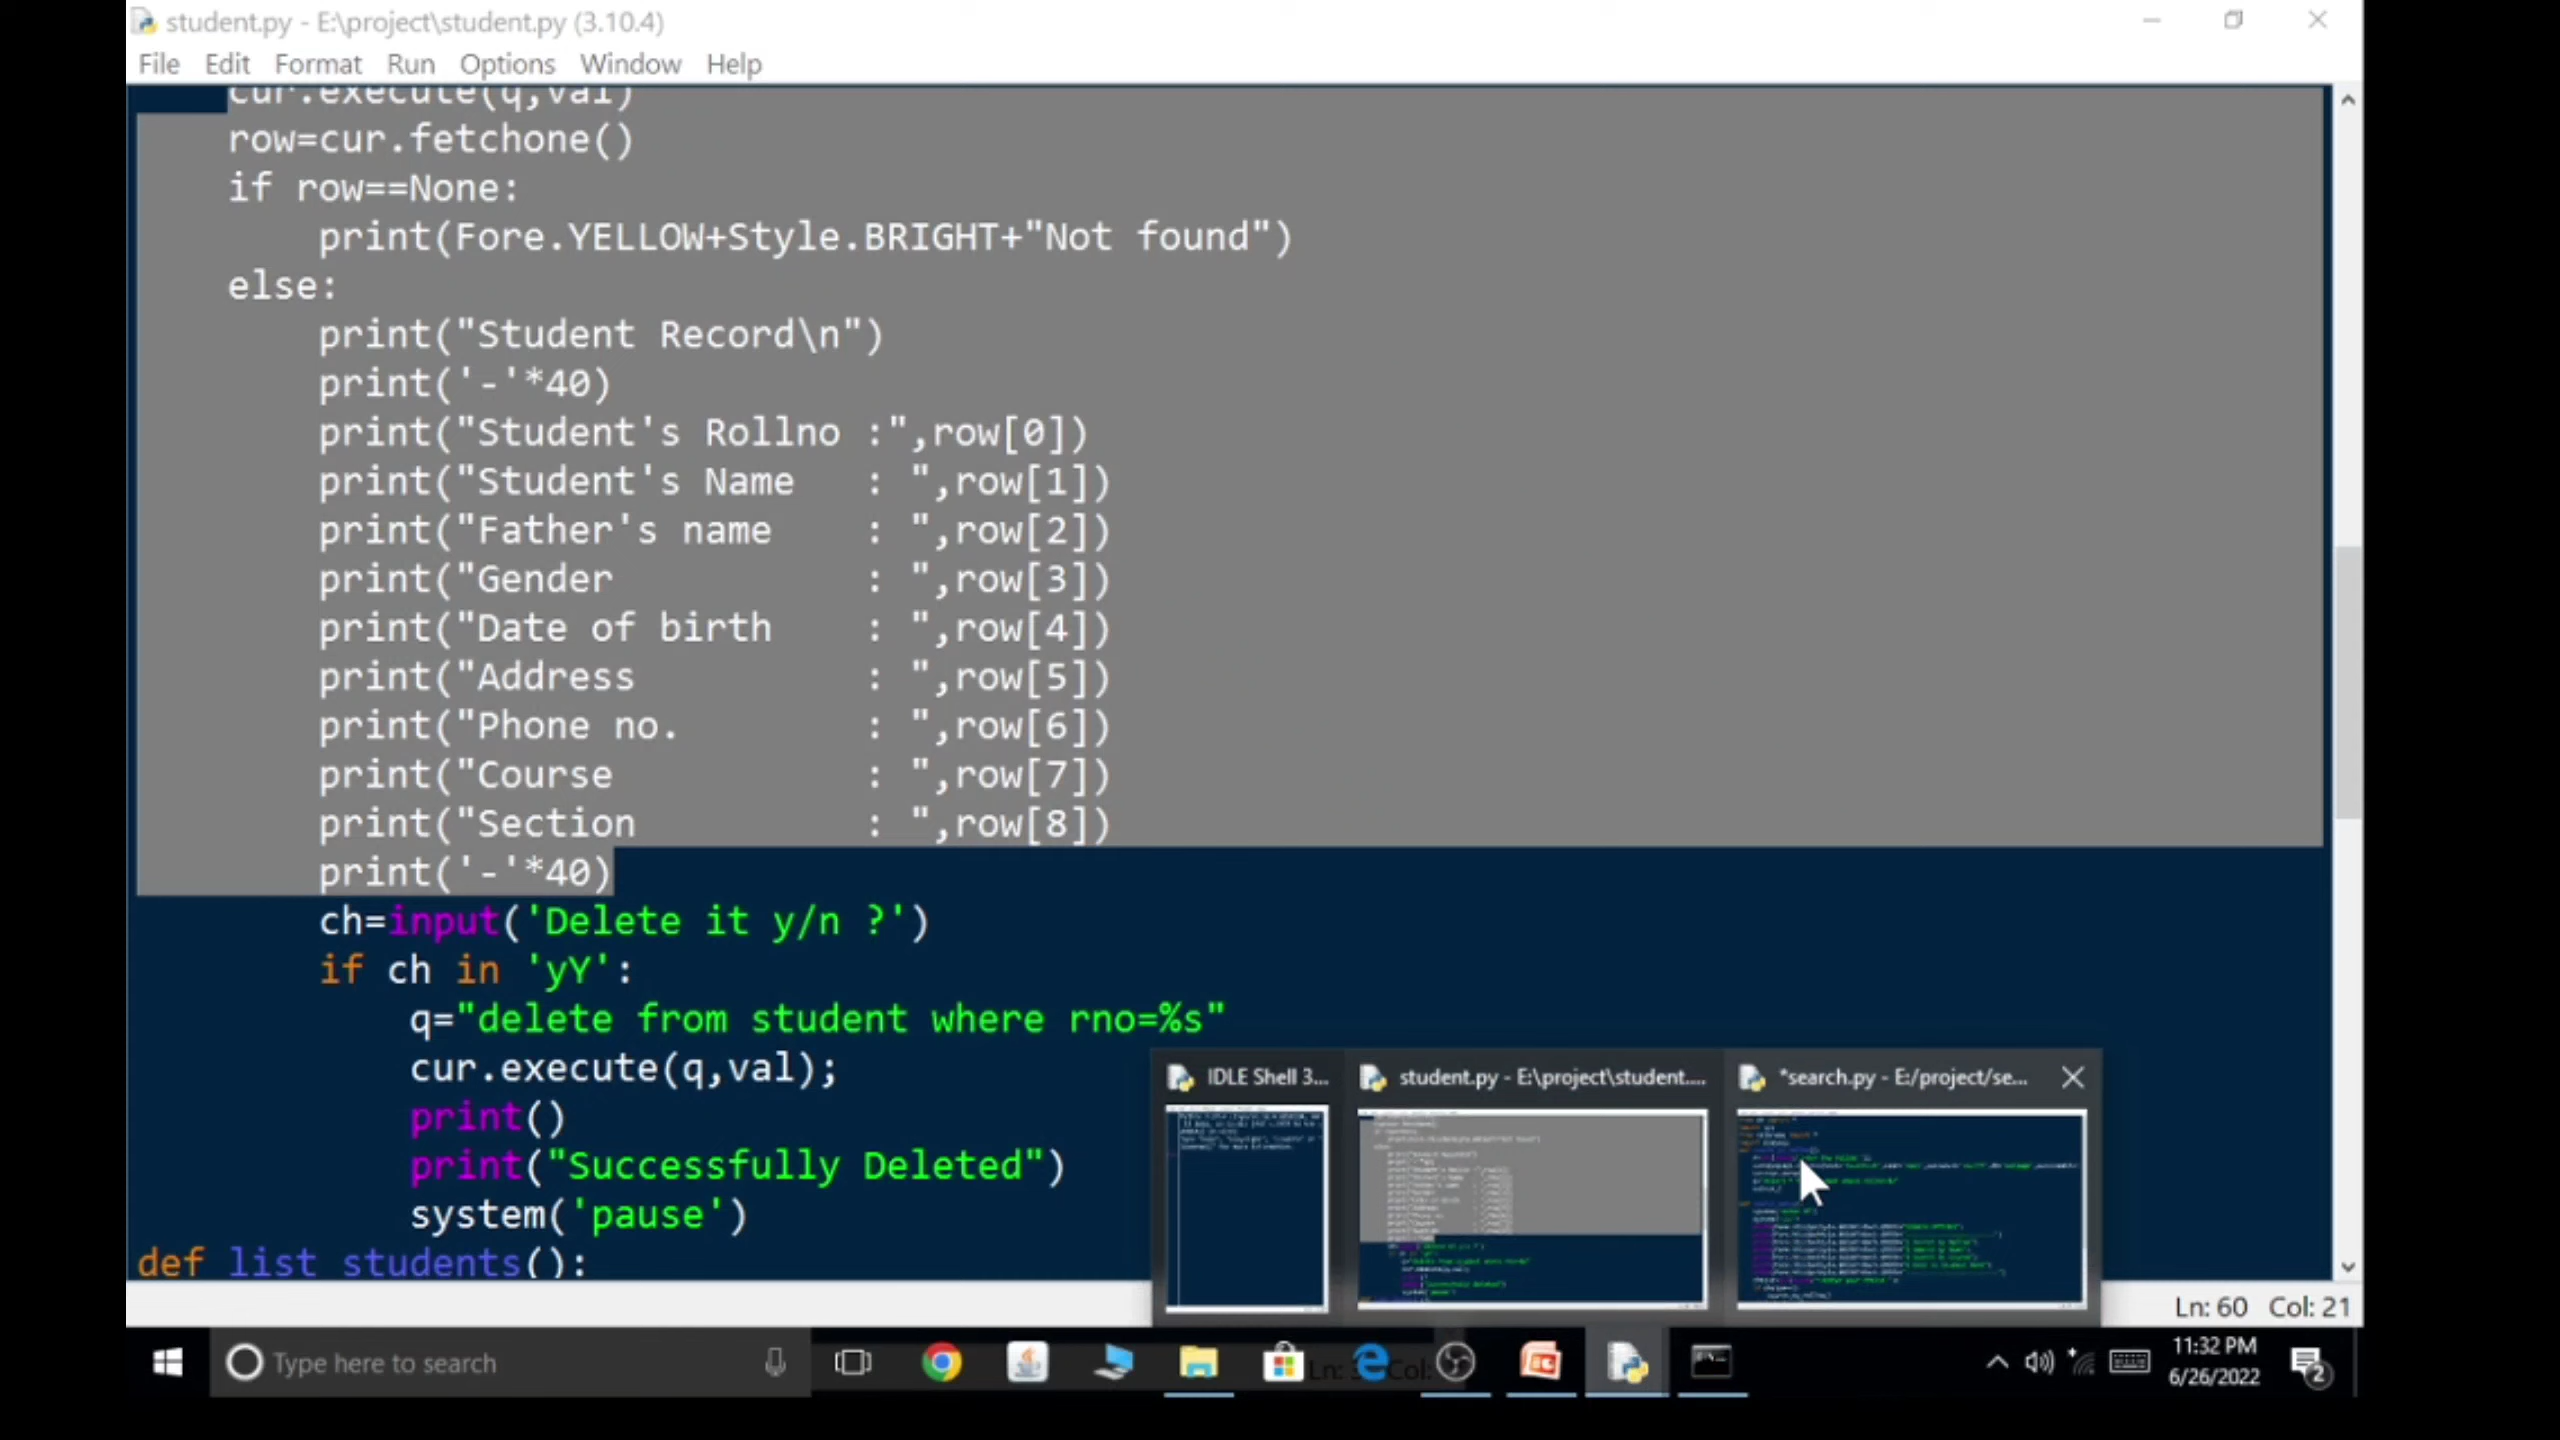 student.py - E:\project\student.py (3.10.4)
File Edit Format Run Options Window Help
cur.execute(q,val)
row=cur.fetchone()
if row==None:
print(Fore.YELLOW+Style.BRIGHT+"Not found")
else:
print("Student Record\n")
print('-'*40)
print("Student's Rollno :",row[0])
print("Student's Name   : ",row[1])
print("Father's name    : ",row[2])
print("Gender           : ",row[3])
print("Date of birth    : ",row[4])
print("Address          : ",row[5])
print("Phone no.        : ",row[6])
print("Course           : ",row[7])
print("Section          : ",row[8])
print('-'*40)
ch=input('Delete it y/n ?')
if ch in 'yY':
q="delete from student where rno=%s"
cur.execute(q,val);
print()
print("Successfully Deleted")
system('pause')
def list students():
IDLE Shell 3...
student.py - E:\project\student....
*search.py - E:/project/se...
Ln: 60 Col: 21
Type here to search
11:32 PM
6/26/2022
2